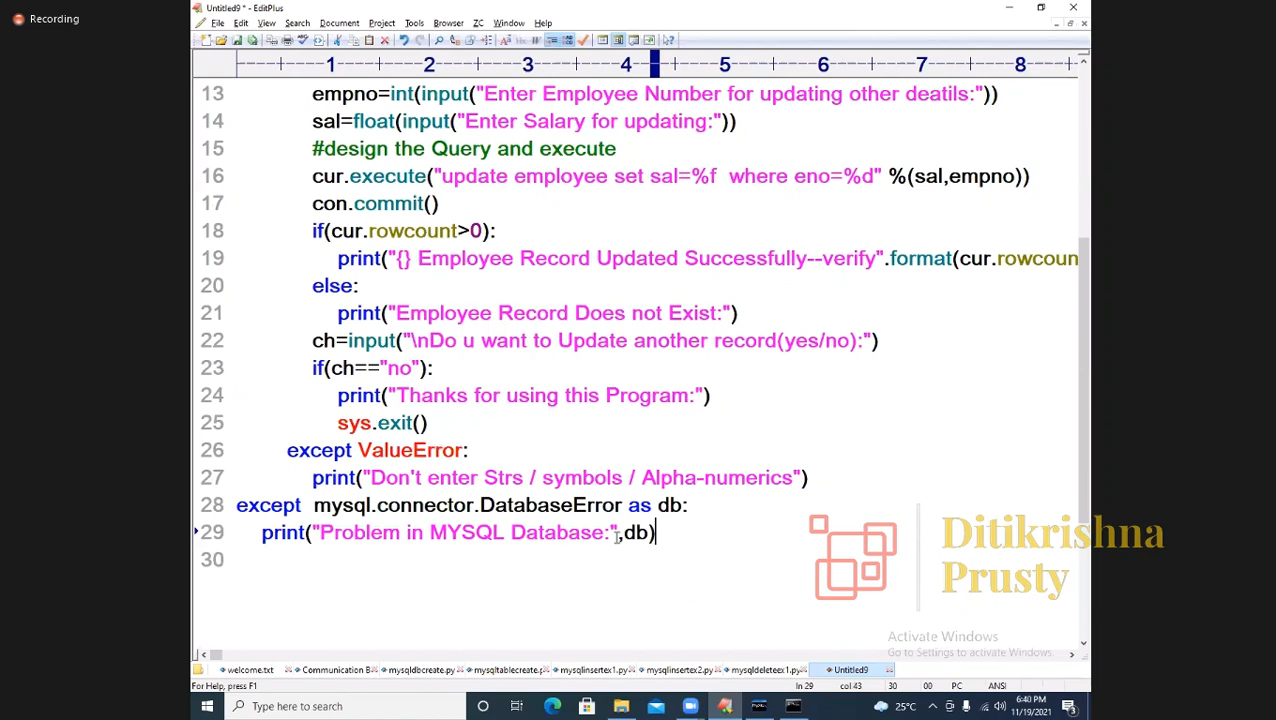 Recording
Untitled9 * - EditPlus
File Edit View Search Document Project Tools Browser ZC Window Help
1 2 3 4 5 6 7 8
13 empno=int(input("Enter Employee Number for updating other deatils:"))
14 sal=float(input("Enter Salary for updating:"))
15 #design the Query and execute
16 cur.execute("update employee set sal=%f  where eno=%d" %(sal,empno))
17 con.commit()
18 if(cur.rowcount>0):
19 print("{} Employee Record Updated Successfully--verify".format(cur.rowcoun
20 else:
21 print("Employee Record Does not Exist:")
22 ch=input("\nDo u want to Update another record(yes/no):")
23 if(ch=="no"):
24 print("Thanks for using this Program:")
25 sys.exit()
26 except ValueError:
27 print("Don't enter Strs / symbols / Alpha-numerics")
28 except  mysql.connector.DatabaseError as db:
29 print("Problem in MYSQL Database:",db)
30
Ditikrishna
Prusty
Activate Windows
Go to Settings to activate Windows.
welcome.txt Communication B mysqldbcreate.py mysqltablecreate.p mysqlinsertex1.py mysqlinsertex2.py mysqldeleteex1.py Untitled9
For Help, press F1 ln 29 col 43 30 00 PC ANSI
Type here to search 25°C 6:40 PM
11/19/2021 3